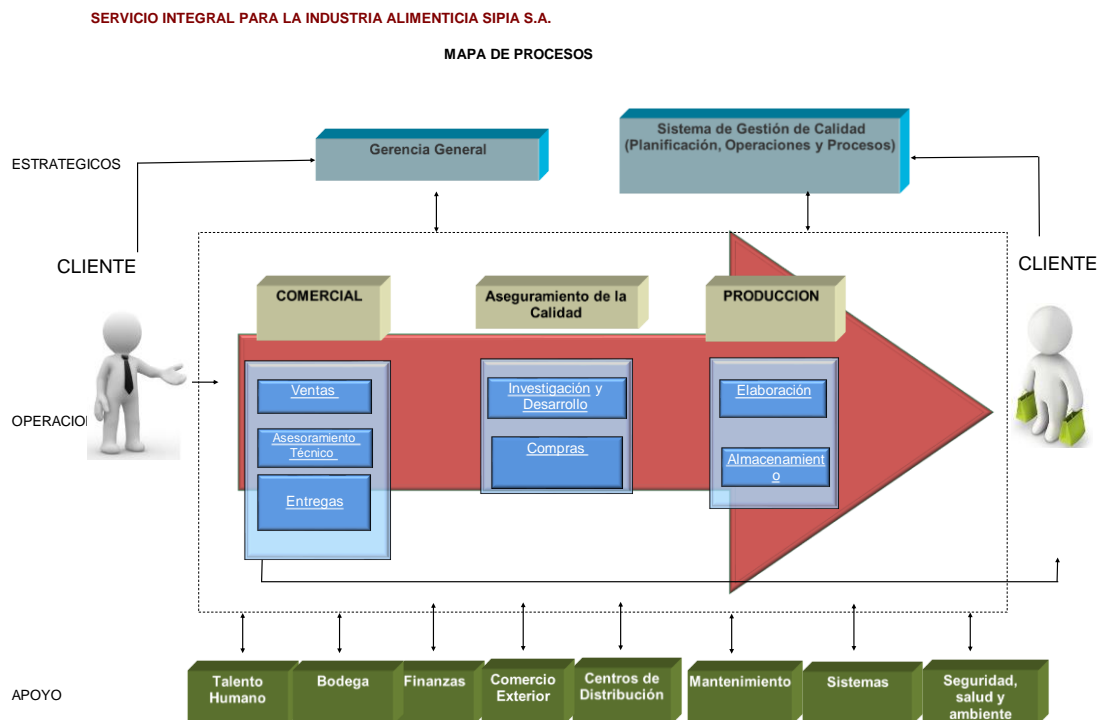 SERVICIO INTEGRAL PARA LA INDUSTRIA ALIMENTICIA SIPIA S.A.
MAPA DE PROCESOS
ESTRATEGICOS
Gerencia General
Sistema de Gestión de Calidad
(Planificación, Operaciones y Procesos)
CLIENTE
CLIENTE
COMERCIAL
Aseguramiento de la
Calidad
PRODUCCION
OPERACIO
Ventas
Asesoramiento
Técnico
Entregas
Investigación y
Desarrollo
Compras
Elaboración
Almacenamient
o
APOYO
Talento
Humano
Bodega
Finanzas
Comercio
Exterior
Centros de
Distribución
Mantenimiento
Sistemas
Seguridad,
salud y
ambiente